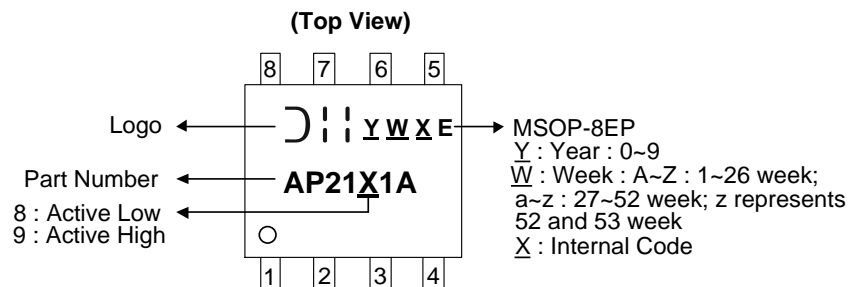 (Top View)
8 7 6 5
Logo
Y W X E
MSOP-8EP
Y : Year : 0~9
W : Week : A~Z : 1~26 week;
a~z : 27~52 week; z represents
52 and 53 week
X : Internal Code
Part Number
AP21X1A
8 : Active Low
9 : Active High
1 2 3 4